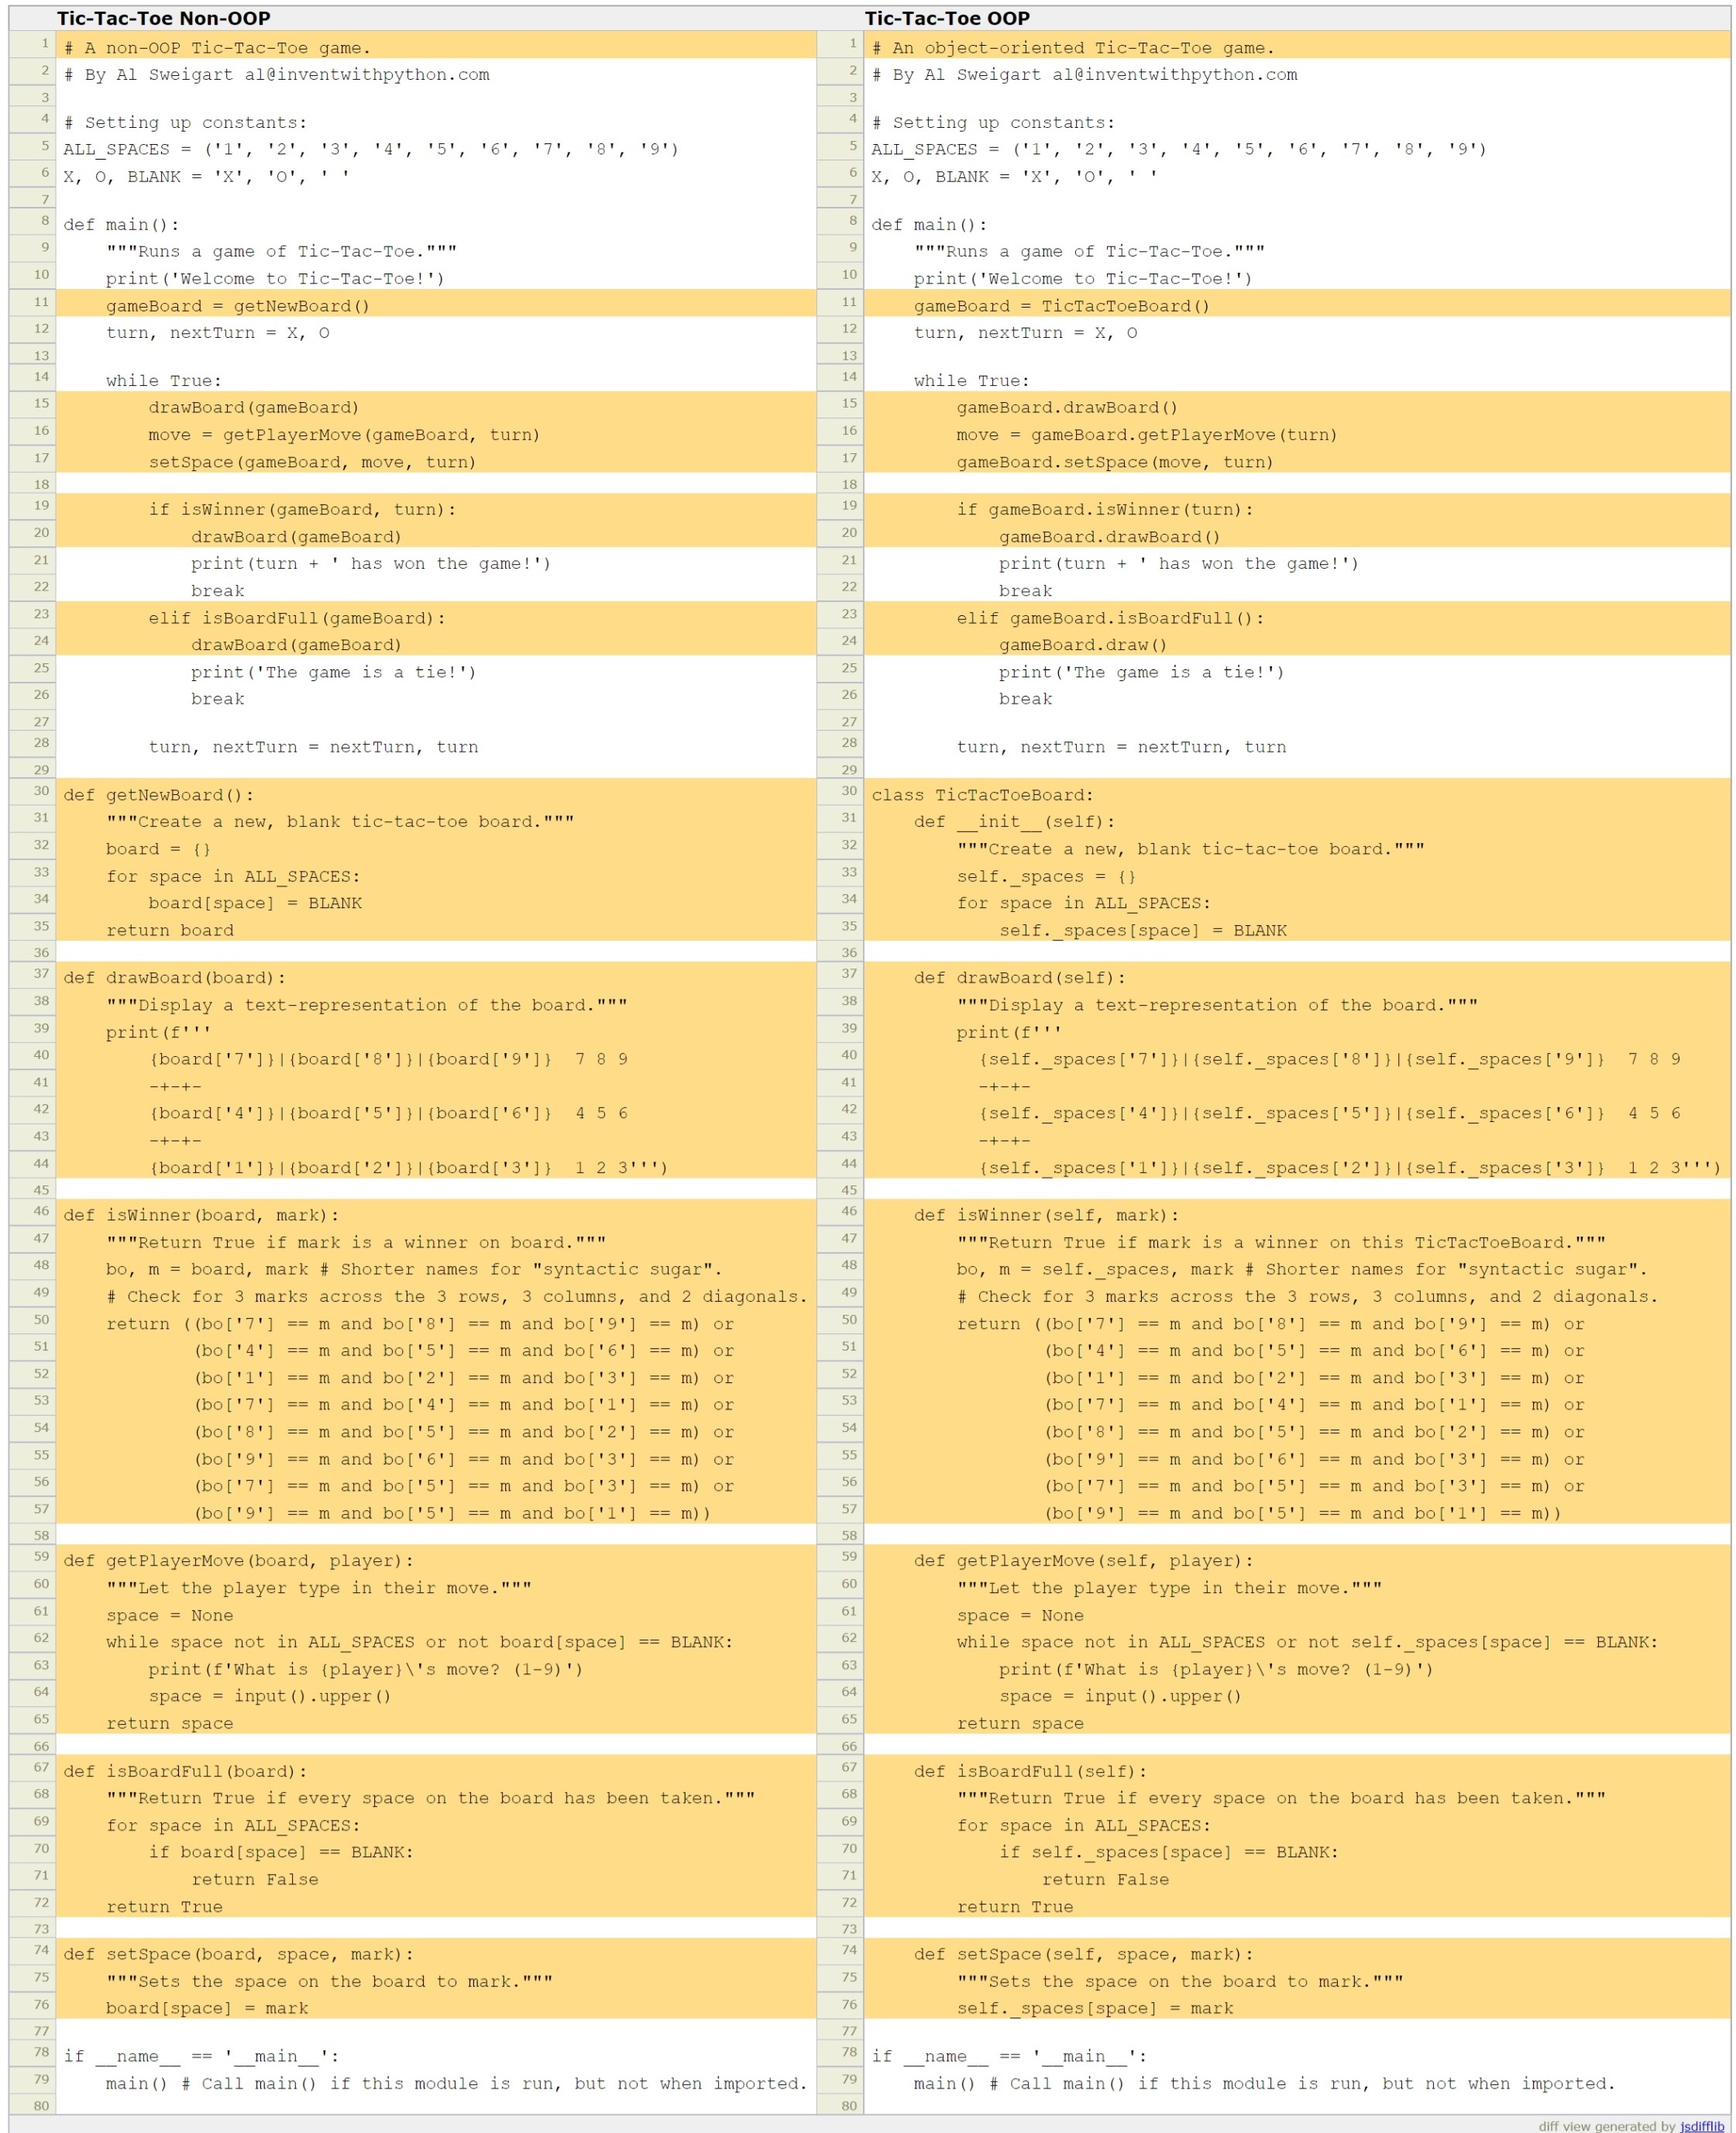 Tic-Tac-Toe Non-OOP
1 # A non-OOP Tic-Tac-Toe game.
2 # By Al Sweigart al@inventwithpython.com
3
4 # Setting up constants:
5 ALL_SPACES = ('1', '2', '3', '4', '5', '6', '7', '8', '9')
6 X, O, BLANK = 'X', 'O', ' '
7
8 def main():
9     """Runs a game of Tic-Tac-Toe."""
10     print('Welcome to Tic-Tac-Toe!')
11     gameBoard = getNewBoard()
12     turn, nextTurn = X, O
13
14     while True:
15         drawBoard(gameBoard)
16         move = getPlayerMove(gameBoard, turn)
17         setSpace(gameBoard, move, turn)
18
19         if isWinner(gameBoard, turn):
20             drawBoard(gameBoard)
21             print(turn + ' has won the game!')
22             break
23         elif isBoardFull(gameBoard):
24             drawBoard(gameBoard)
25             print('The game is a tie!')
26             break
27
28         turn, nextTurn = nextTurn, turn
29
30 def getNewBoard():
31     """Create a new, blank tic-tac-toe board."""
32     board = {}
33     for space in ALL_SPACES:
34         board[space] = BLANK
35     return board
36
37 def drawBoard(board):
38     """Display a text-representation of the board."""
39     print(f'''
40         {board['7']}|{board['8']}|{board['9']}  7 8 9
41         -+-+-
42         {board['4']}|{board['5']}|{board['6']}  4 5 6
43         -+-+-
44         {board['1']}|{board['2']}|{board['3']}  1 2 3''')
45
46 def isWinner(board, mark):
47     """Return True if mark is a winner on board."""
48     bo, m = board, mark # Shorter names for "syntactic sugar".
49     # Check for 3 marks across the 3 rows, 3 columns, and 2 diagonals.
50     return ((bo['7'] == m and bo['8'] == m and bo['9'] == m) or
51             (bo['4'] == m and bo['5'] == m and bo['6'] == m) or
52             (bo['1'] == m and bo['2'] == m and bo['3'] == m) or
53             (bo['7'] == m and bo['4'] == m and bo['1'] == m) or
54             (bo['8'] == m and bo['5'] == m and bo['2'] == m) or
55             (bo['9'] == m and bo['6'] == m and bo['3'] == m) or
56             (bo['7'] == m and bo['5'] == m and bo['3'] == m) or
57             (bo['9'] == m and bo['5'] == m and bo['1'] == m))
58
59 def getPlayerMove(board, player):
60     """Let the player type in their move."""
61     space = None
62     while space not in ALL_SPACES or not board[space] == BLANK:
63         print(f'What is {player}\'s move? (1-9)')
64         space = input().upper()
65     return space
66
67 def isBoardFull(board):
68     """Return True if every space on the board has been taken."""
69     for space in ALL_SPACES:
70         if board[space] == BLANK:
71             return False
72     return True
73
74 def setSpace(board, space, mark):
75     """Sets the space on the board to mark."""
76     board[space] = mark
77
78 if __name__ == '__main__':
79     main() # Call main() if this module is run, but not when imported.
80
Tic-Tac-Toe OOP
1 # An object-oriented Tic-Tac-Toe game.
2 # By Al Sweigart al@inventwithpython.com
3
4 # Setting up constants:
5 ALL_SPACES = ('1', '2', '3', '4', '5', '6', '7', '8', '9')
6 X, O, BLANK = 'X', 'O', ' '
7
8 def main():
9     """Runs a game of Tic-Tac-Toe."""
10     print('Welcome to Tic-Tac-Toe!')
11     gameBoard = TicTacToeBoard()
12     turn, nextTurn = X, O
13
14     while True:
15         gameBoard.drawBoard()
16         move = gameBoard.getPlayerMove(turn)
17         gameBoard.setSpace(move, turn)
18
19         if gameBoard.isWinner(turn):
20             gameBoard.drawBoard()
21             print(turn + ' has won the game!')
22             break
23         elif gameBoard.isBoardFull():
24             gameBoard.draw()
25             print('The game is a tie!')
26             break
27
28         turn, nextTurn = nextTurn, turn
29
30 class TicTacToeBoard:
31     def __init__(self):
32         """Create a new, blank tic-tac-toe board."""
33         self._spaces = {}
34         for space in ALL_SPACES:
35             self._spaces[space] = BLANK
36
37     def drawBoard(self):
38         """Display a text-representation of the board."""
39         print(f'''
40           {self._spaces['7']}|{self._spaces['8']}|{self._spaces['9']}  7 8 9
41           -+-+-
42           {self._spaces['4']}|{self._spaces['5']}|{self._spaces['6']}  4 5 6
43           -+-+-
44           {self._spaces['1']}|{self._spaces['2']}|{self._spaces['3']}  1 2 3''')
45
46     def isWinner(self, mark):
47         """Return True if mark is a winner on this TicTacToeBoard."""
48         bo, m = self._spaces, mark # Shorter names for "syntactic sugar".
49         # Check for 3 marks across the 3 rows, 3 columns, and 2 diagonals.
50         return ((bo['7'] == m and bo['8'] == m and bo['9'] == m) or
51                 (bo['4'] == m and bo['5'] == m and bo['6'] == m) or
52                 (bo['1'] == m and bo['2'] == m and bo['3'] == m) or
53                 (bo['7'] == m and bo['4'] == m and bo['1'] == m) or
54                 (bo['8'] == m and bo['5'] == m and bo['2'] == m) or
55                 (bo['9'] == m and bo['6'] == m and bo['3'] == m) or
56                 (bo['7'] == m and bo['5'] == m and bo['3'] == m) or
57                 (bo['9'] == m and bo['5'] == m and bo['1'] == m))
58
59     def getPlayerMove(self, player):
60         """Let the player type in their move."""
61         space = None
62         while space not in ALL_SPACES or not self._spaces[space] == BLANK:
63             print(f'What is {player}\'s move? (1-9)')
64             space = input().upper()
65         return space
66
67     def isBoardFull(self):
68         """Return True if every space on the board has been taken."""
69         for space in ALL_SPACES:
70             if self._spaces[space] == BLANK:
71                 return False
72         return True
73
74     def setSpace(self, space, mark):
75         """Sets the space on the board to mark."""
76         self._spaces[space] = mark
77
78 if __name__ == '__main__':
79     main() # Call main() if this module is run, but not when imported.
80
diff view generated by jsdifflib